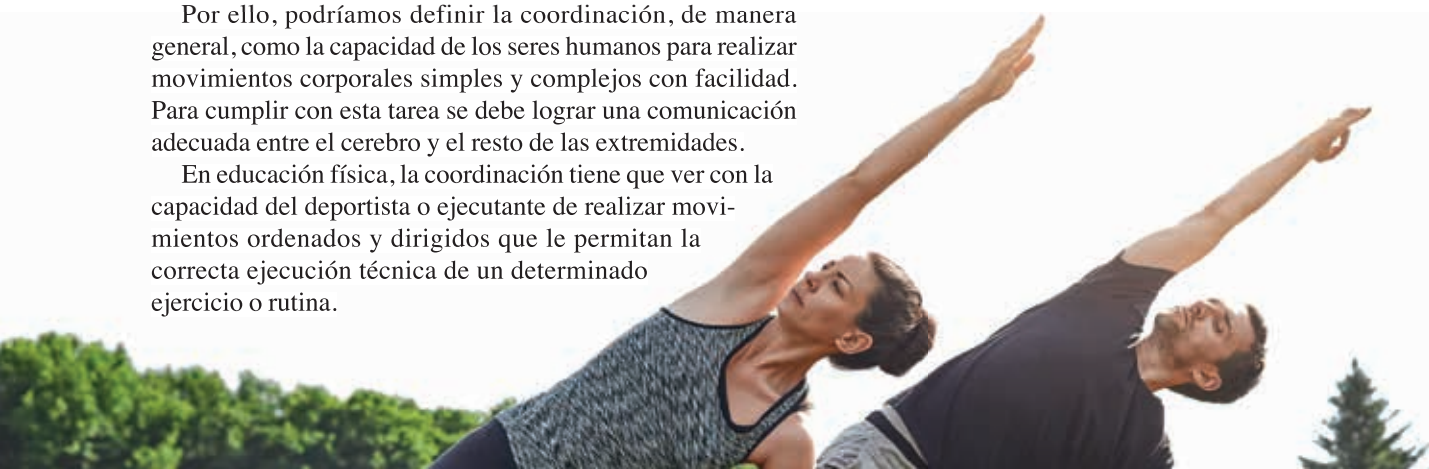 Por ello, podríamos definir la coordinación, de manera
general, como la capacidad de los seres humanos para realizar
movimientos corporales simples y complejos con facilidad.
Para cumplir con esta tarea se debe lograr una comunicación
adecuada entre el cerebro y el resto de las extremidades.
En educación física, la coordinación tiene que ver con la
capacidad del deportista o ejecutante de realizar movi-
mientos ordenados y dirigidos que le permitan la
correcta ejecución técnica de un determinado
ejercicio o rutina.